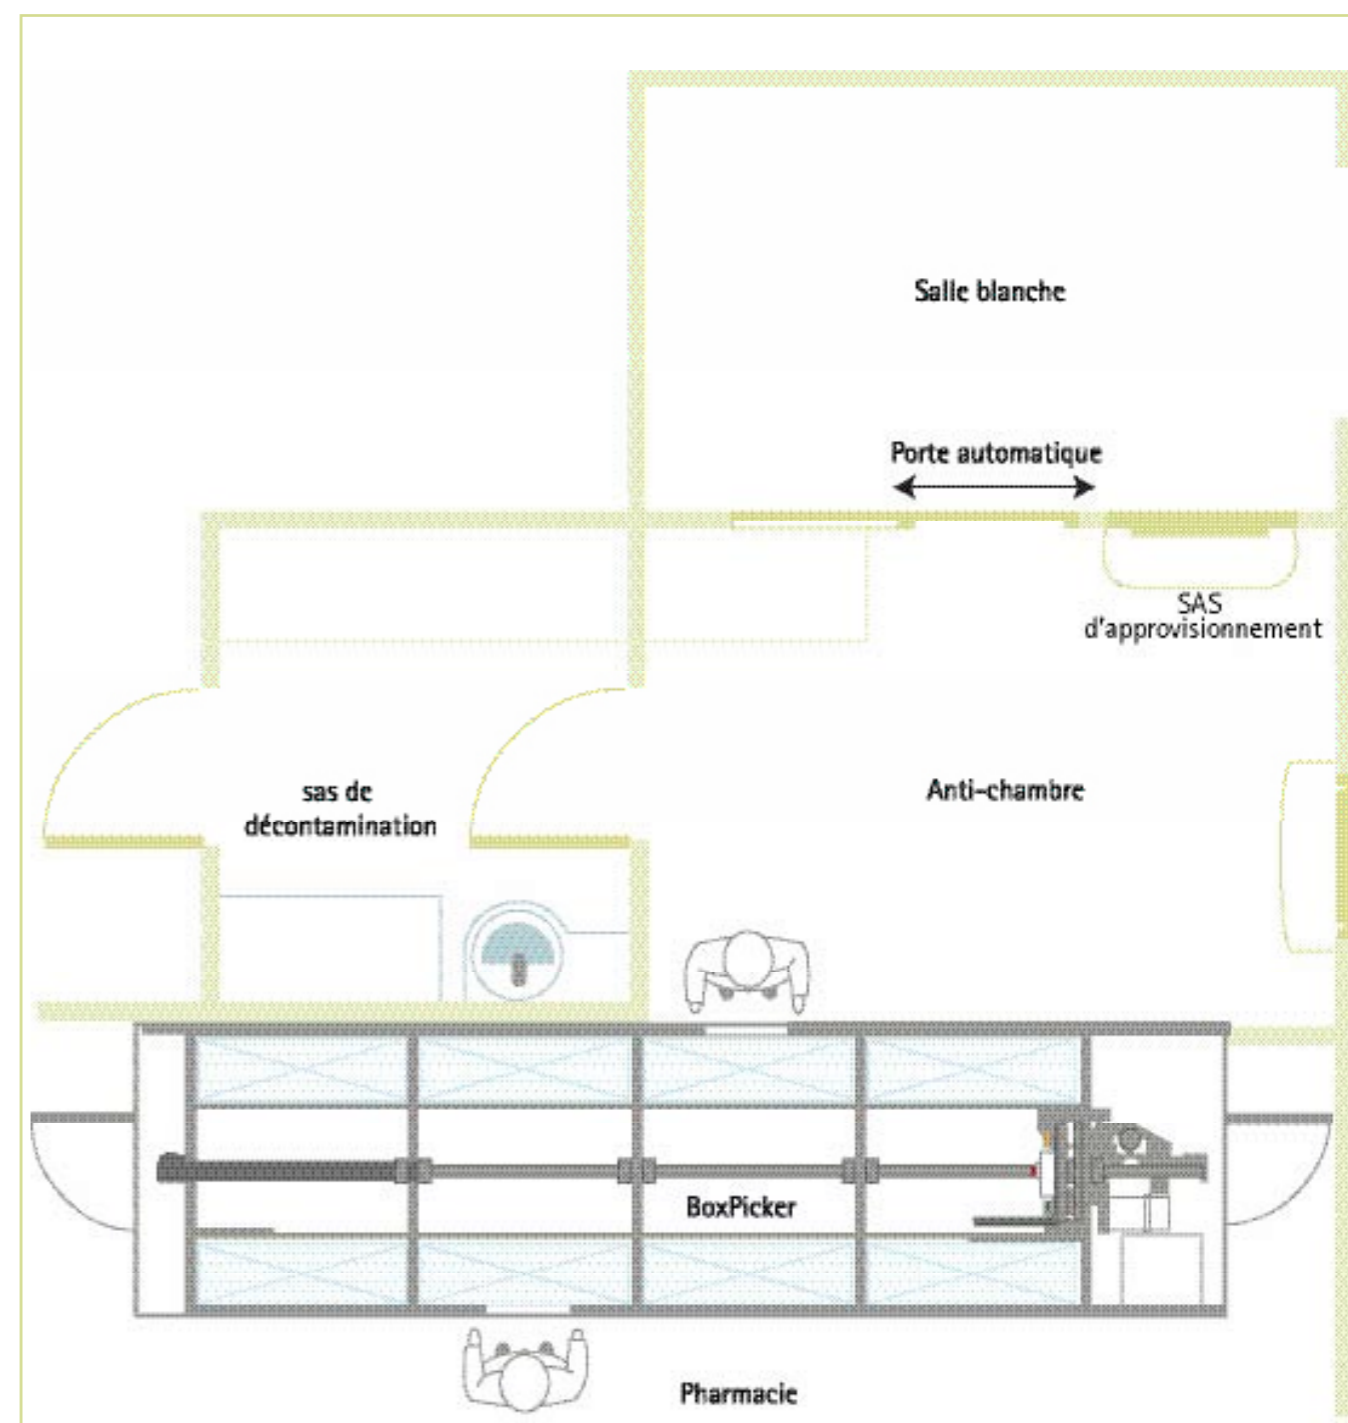 Salle blanche
Porte automatique
SAS
d'approvisionnement
sas de
décontamination
Anti-chambre
BoxPicker
Pharmacie